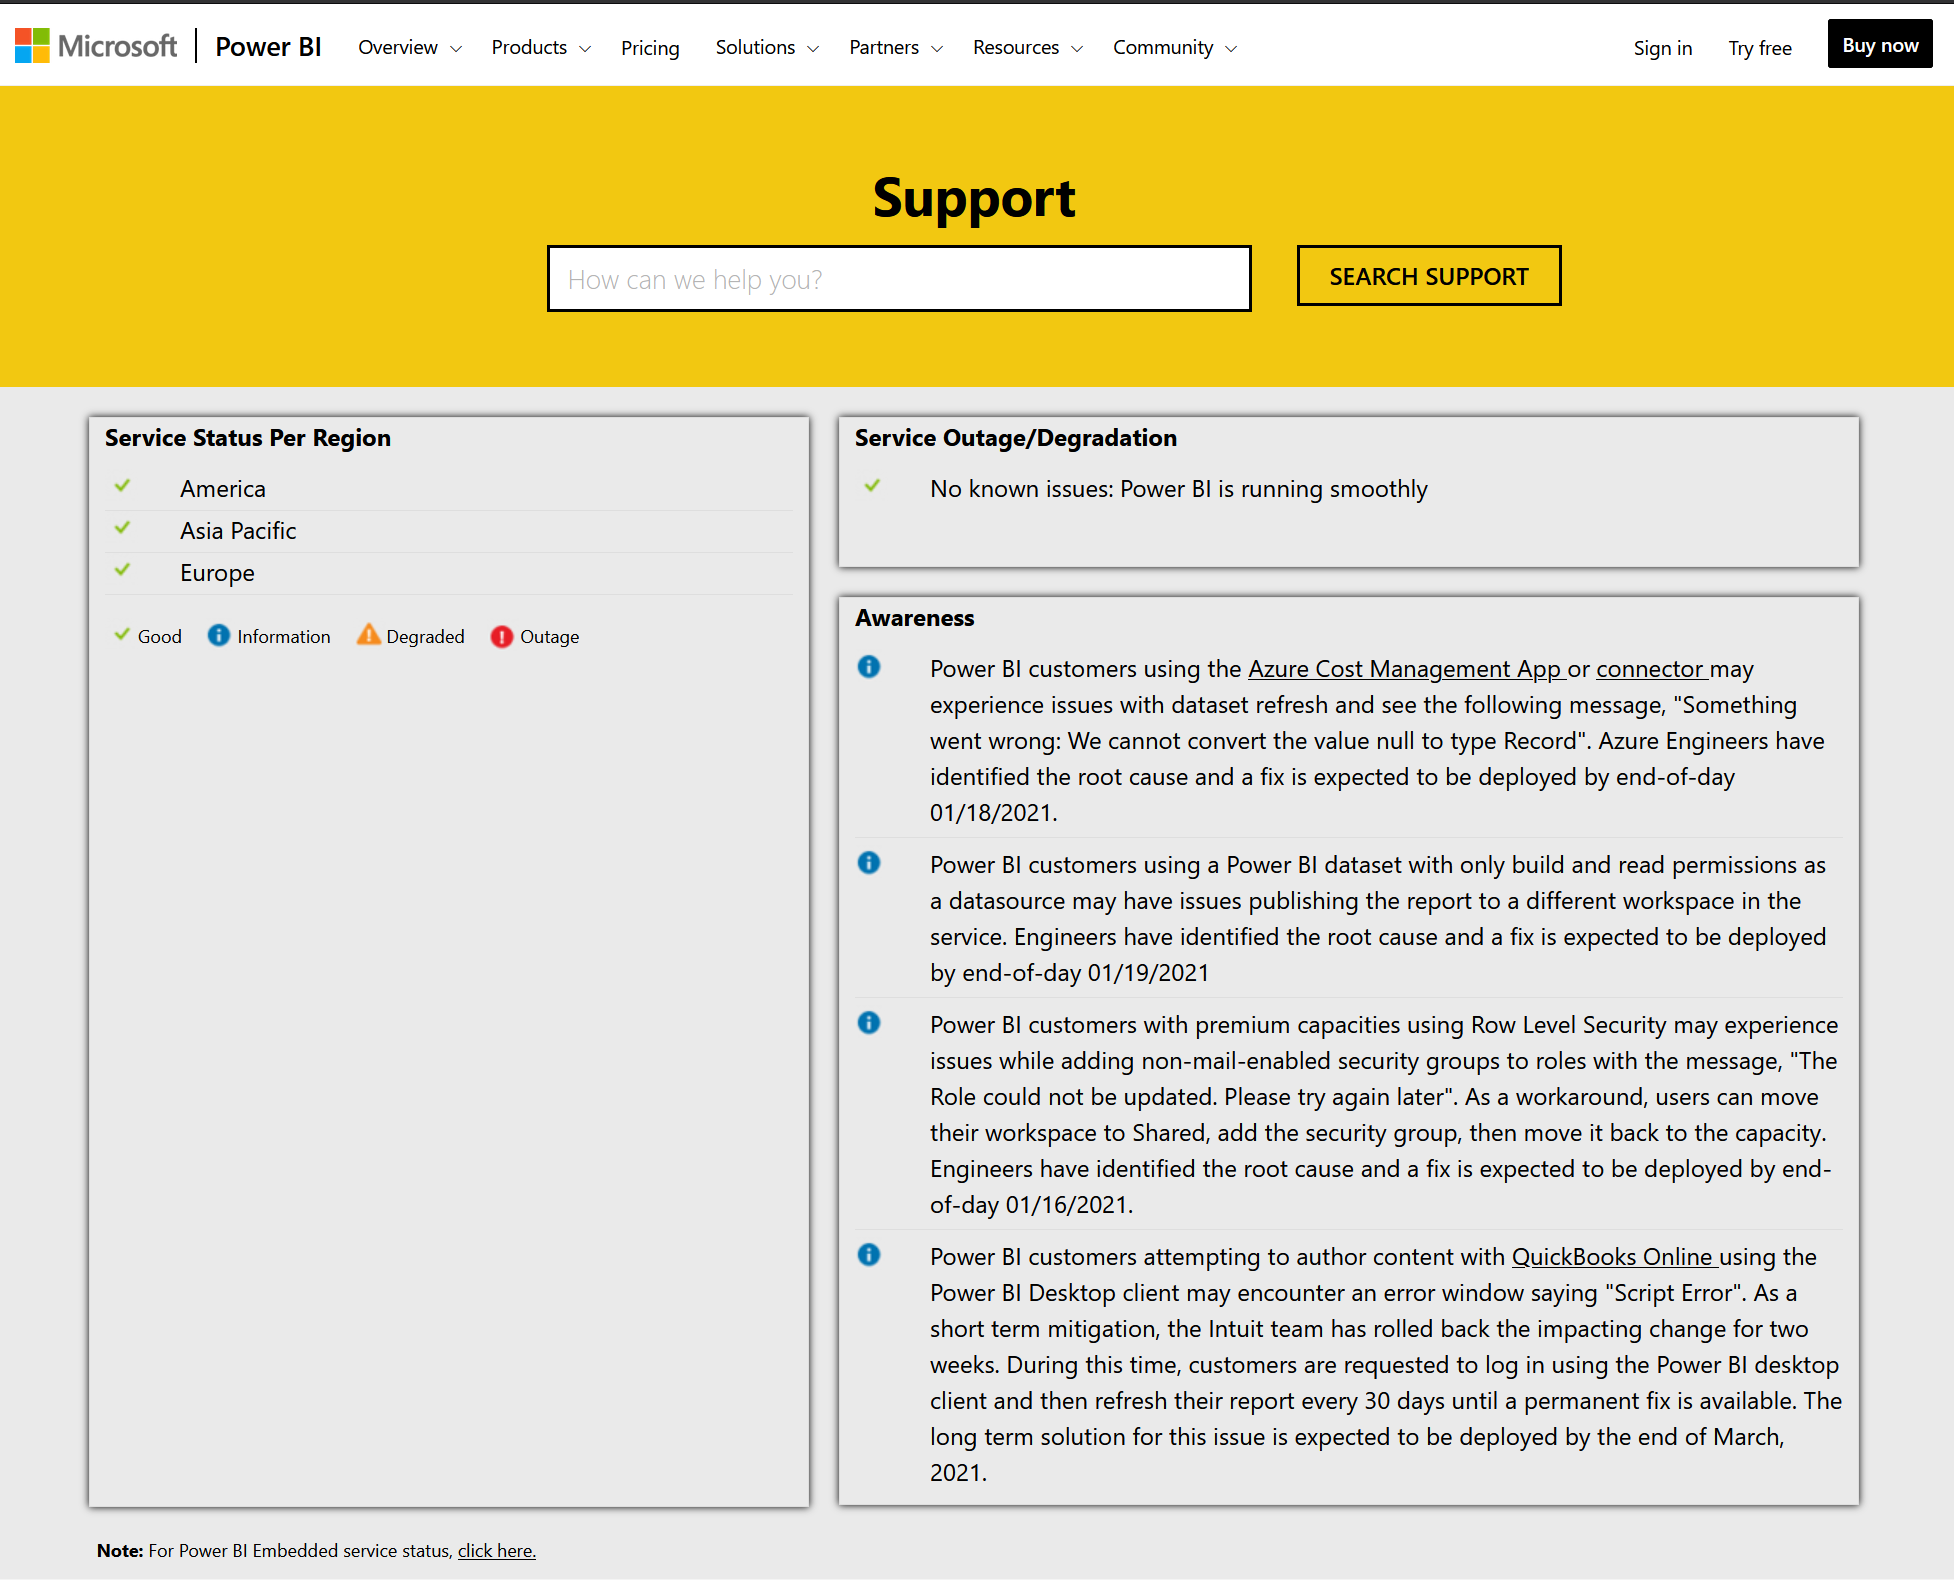 Microsoft Power BI Overview Products Pricing Solutions Partners Resources Community Sign in Try free Buy now
Support
How can we help you? SEARCH SUPPORT
Service Status Per Region
America
Asia Pacific
Europe
Good Information Degraded Outage
Service Outage/Degradation
No known issues: Power BI is running smoothly
Awareness
Power BI customers using the Azure Cost Management App or connector may
experience issues with dataset refresh and see the following message, "Something
went wrong: We cannot convert the value null to type Record". Azure Engineers have
identified the root cause and a fix is expected to be deployed by end-of-day
01/18/2021.
Power BI customers using a Power BI dataset with only build and read permissions as
a datasource may have issues publishing the report to a different workspace in the
service. Engineers have identified the root cause and a fix is expected to be deployed
by end-of-day 01/19/2021
Power BI customers with premium capacities using Row Level Security may experience
issues while adding non-mail-enabled security groups to roles with the message, "The
Role could not be updated. Please try again later". As a workaround, users can move
their workspace to Shared, add the security group, then move it back to the capacity.
Engineers have identified the root cause and a fix is expected to be deployed by end-
of-day 01/16/2021.
Power BI customers attempting to author content with QuickBooks Online using the
Power BI Desktop client may encounter an error window saying "Script Error". As a
short term mitigation, the Intuit team has rolled back the impacting change for two
weeks. During this time, customers are requested to log in using the Power BI desktop
client and then refresh their report every 30 days until a permanent fix is available. The
long term solution for this issue is expected to be deployed by the end of March,
2021.
Note: For Power BI Embedded service status, click here.